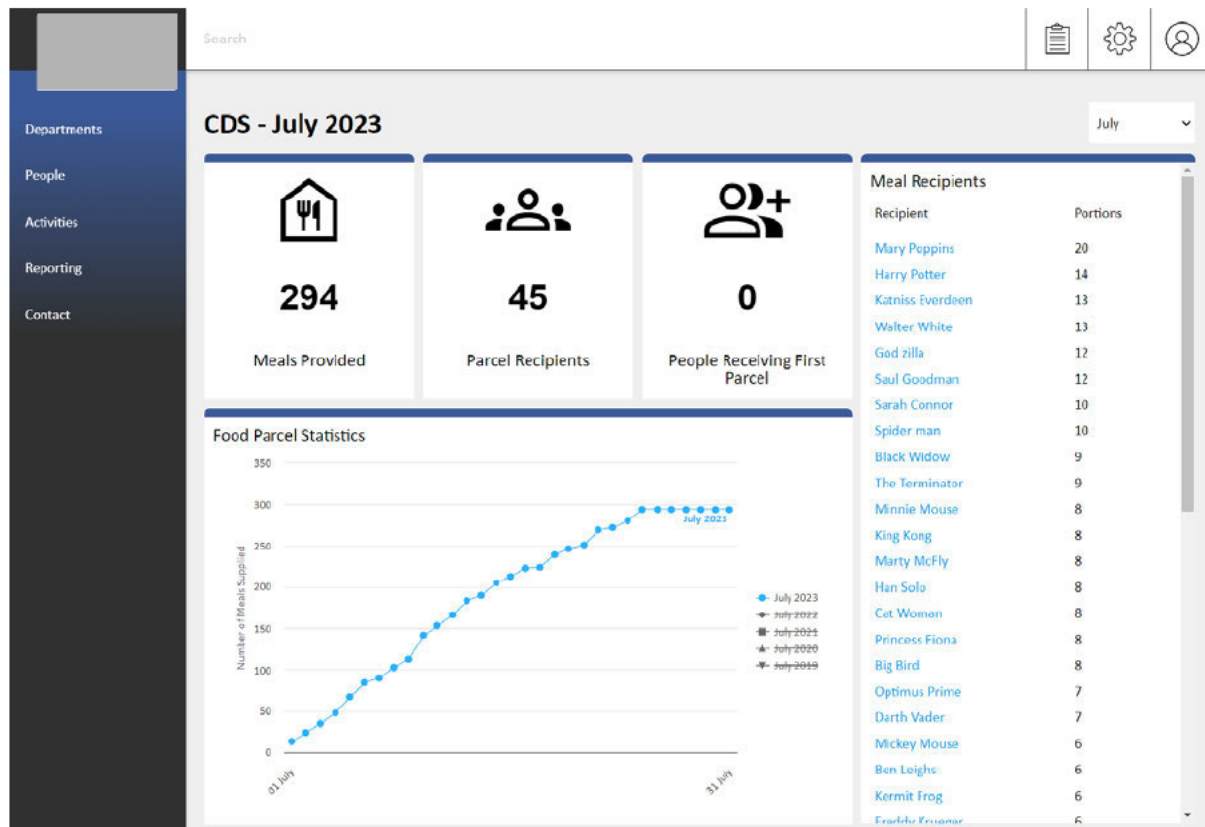 Search
Departments
People
Activities
Reporting
Contact
CDS - July 2023
July
294
Meals Provided
45
Parcel Recipients
0
People Receiving First
Parcel
Food Parcel Statistics
350
300
250
200
150
100
50
0
Number of Meals Supplied
01 July
31 July
July 2023
July 2023
July 2022
July 2021
July 2020
July 2019
Meal Recipients
Recipient Portions
Mary Poppins 20
Harry Potter 14
Katniss Everdeen 13
Walter White 13
God zilla 12
Saul Goodman 12
Sarah Connor 10
Spider man 10
Black Widow 9
The Terminator 9
Minnie Mouse 8
King Kong 8
Marty McFly 8
Han Solo 8
Cat Woman 8
Princess Fiona 8
Big Bird 8
Optimus Prime 7
Darth Vader 7
Mickey Mouse 6
Ben Leighs 6
Kermit Frog 6
Freddy Krueger 6